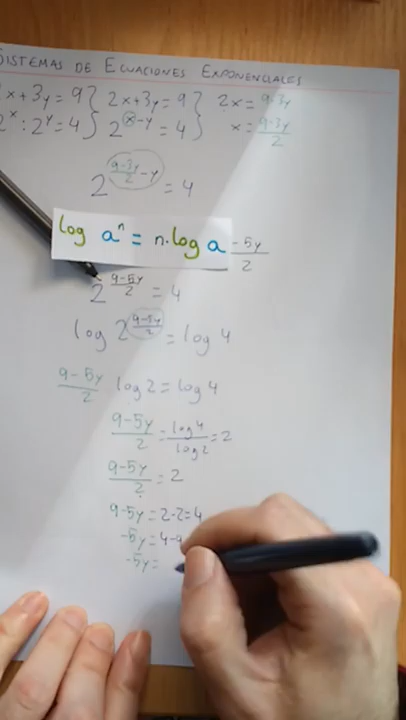 SISTEMAS DE ECUACIONES EXPONENCIALES
2x+3y=9 } 2x+3y=9 } 2x=9-3y
2^x:2^y=4 } 2^(x-y)=4 } x=(9-3y)/2
2^((9-3y)/2-y)=4
log a^n = n·log a
-5y/2
2^((9-5y)/2)=4
log 2^((9-5y)/2)=log 4
(9-5y)/2 log 2=log 4
(9-5y)/2=log 4/log 2=2
(9-5y)/2=2
9-5y=2·2=4
-5y=4-9
-5y=